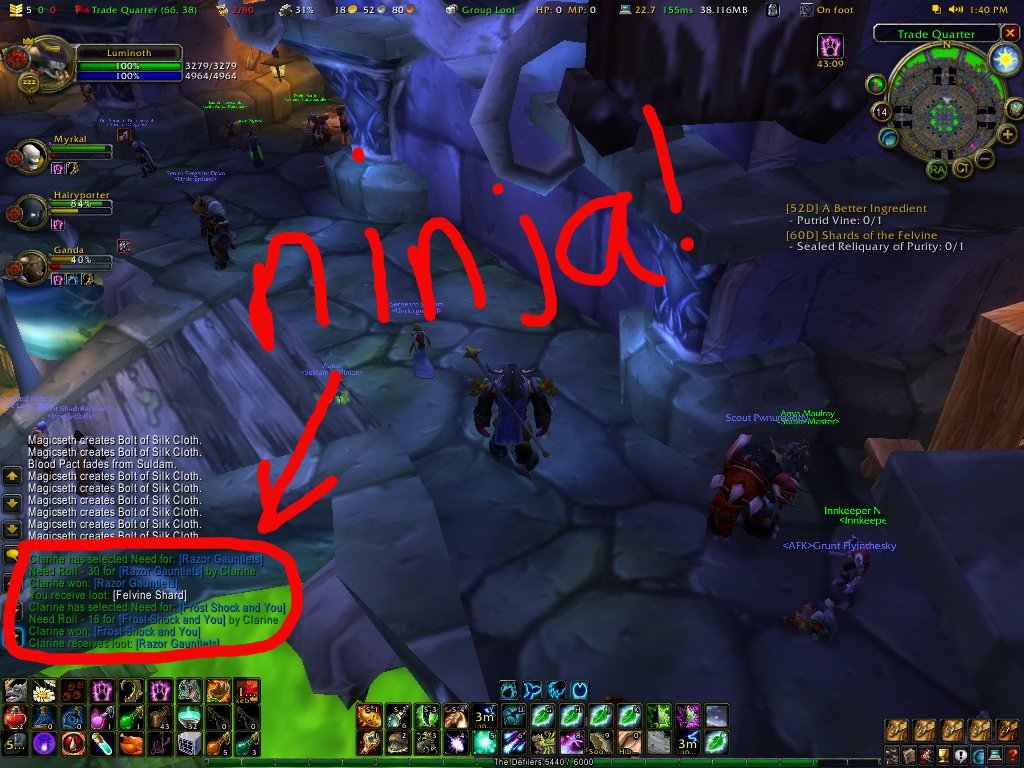 5 0 0 Trade Quarter (66, 38) 2/80 31% 18 52 80 Group Loot HP: 0 MP: 0 22.7 155ms 38.116MB On foot 1:40 PM
Trade Quarter
N
Luminoth
100% 3279/3279
100% 4964/4964
zzz
43:09
14
RA
CT
Myrkal
Hairyporter
84%
Ganda
40%
ninja!
[52D] A Better Ingredient
- Putrid Vine: 0/1
[60D] Shards of the Felvine
- Sealed Reliquary of Purity: 0/1
Scout Pwnu
Anya Maulray
Innkeeper N
<Innkeepe
<AFK>Grunt Flyinthesky
Magicseth creates Bolt of Silk Cloth.
Magicseth creates Bolt of Silk Cloth.
Blood Pact fades from Suldam.
Magicseth creates Bolt of Silk Cloth.
Magicseth creates Bolt of Silk Cloth.
Magicseth creates Bolt of Silk Cloth.
Magicseth creates Bolt of Silk Cloth.
Magicseth creates Bolt of Silk Cloth.
Magicseth creates Bolt of Silk Cloth.
Clarine has selected Need for: [Razor Gauntlets]
Need Roll - 30 for [Razor Gauntlets] by Clarine
Clarine won: [Razor Gauntlets]
You receive loot: [Felvine Shard]
Clarine has selected Need for: [Frost Shock and You]
Need Roll - 16 for [Frost Shock and You] by Clarine
Clarine won: [Frost Shock and You]
Clarine receives loot: [Razor Gauntlets]
The Defilers 5440 / 6000